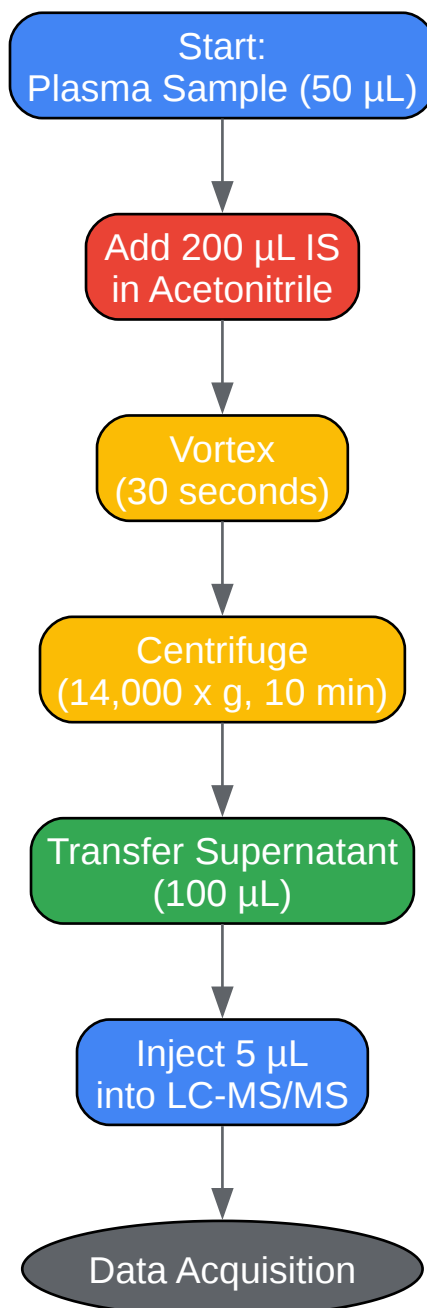 Start:
Plasma Sample (50 µL)
Add 200 µL IS
in Acetonitrile
Vortex
(30 seconds)
Centrifuge
(14,000 x g, 10 min)
Transfer Supernatant
(100 µL)
Inject 5 µL
into LC-MS/MS
Data Acquisition